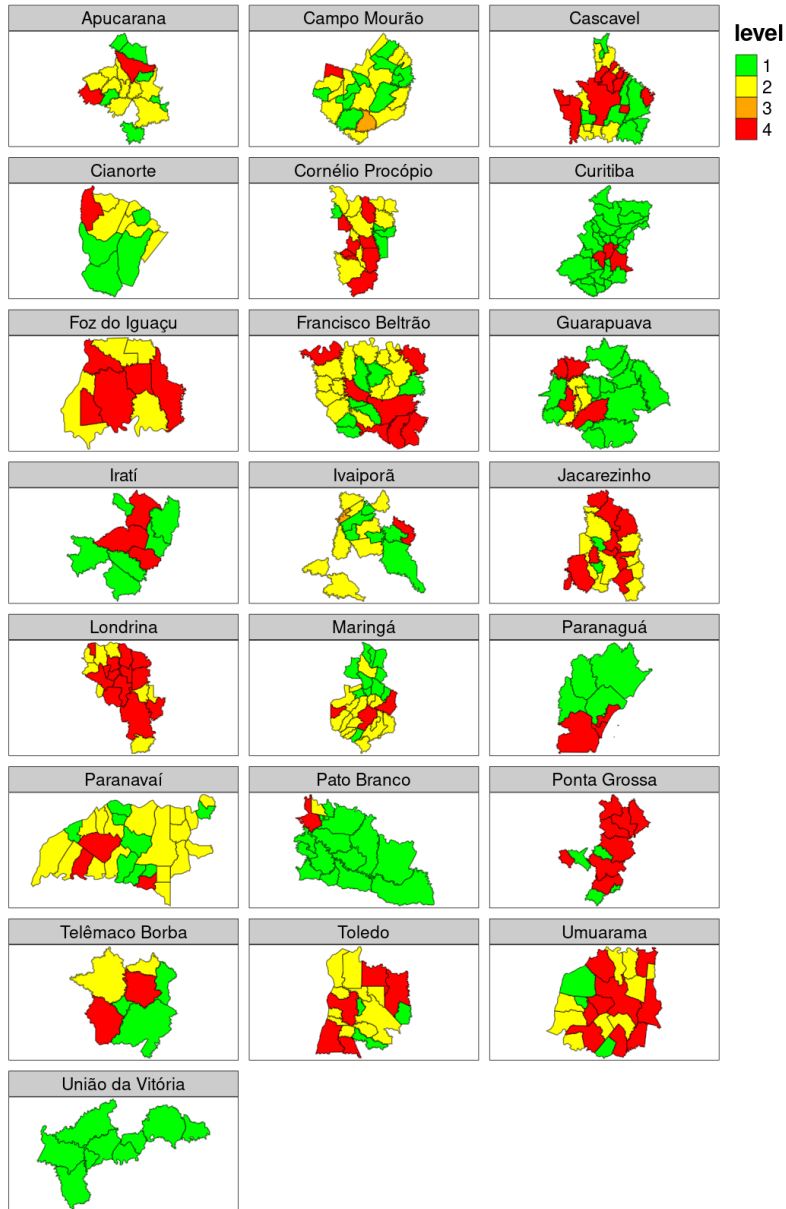 Apucarana
Campo Mourão
Cascavel
level
1
2
3
4
Cianorte
Cornélio Procópio
Curitiba
Foz do Iguaçu
Francisco Beltrão
Guarapuava
Iratí
Ivaiporã
Jacarezinho
Londrina
Maringá
Paranaguá
Paranavaí
Pato Branco
Ponta Grossa
Telêmaco Borba
Toledo
Umuarama
União da Vitória